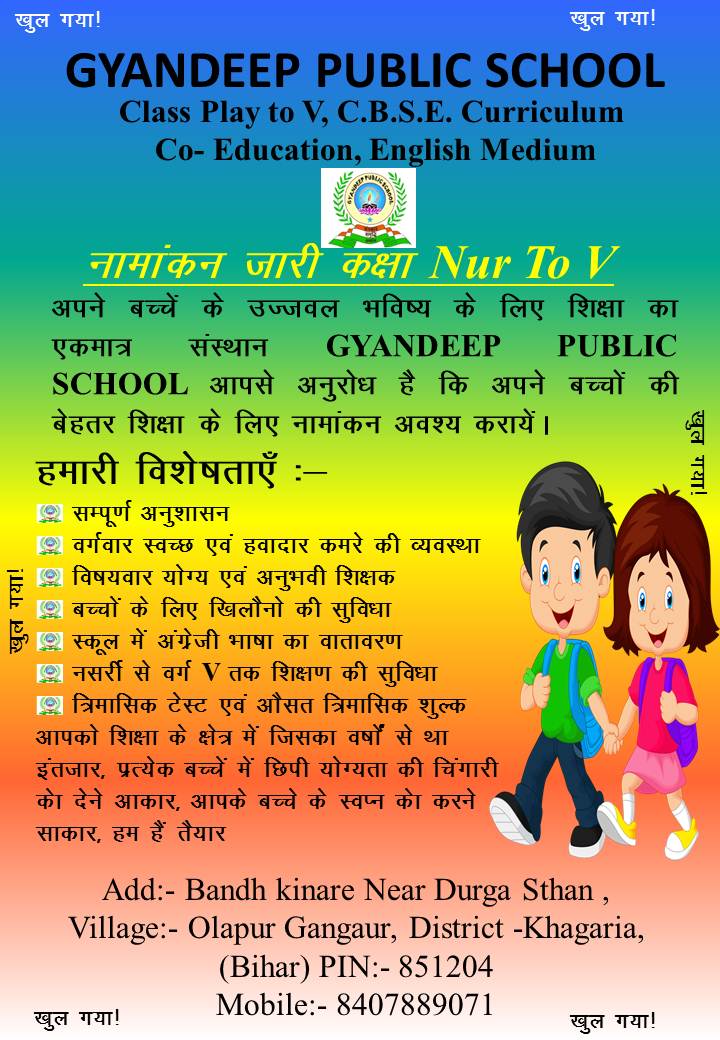 खुल गया!
खुल गया!
GYANDEEP PUBLIC SCHOOL
Class Play to V, C.B.S.E. Curriculum
Co- Education, English Medium
GYANDEEP PUBLIC SCHOOL
नामांकन जारी कक्षा Nur To V
अपने बच्चें के उज्जवल भविष्य के लिए शिक्षा का
एकमात्र संस्थान GYANDEEP PUBLIC
SCHOOL आपसे अनुरोध है कि अपने बच्चों की
बेहतर शिक्षा के लिए नामांकन अवश्य करायें।
खुल गया!
हमारी विशेषताएँ :–
सम्पूर्ण अनुशासन
वर्गवार स्वच्छ एवं हवादार कमरे की व्यवस्था
विषयवार योग्य एवं अनुभवी शिक्षक
बच्चों के लिए खिलौनो की सुविधा
खुल गया!
स्कूल में अंग्रेजी भाषा का वातावरण
नसर्री से वर्ग V तक शिक्षण की सुविधा
त्रिमासिक टेस्ट एवं औसत त्रिमासिक शुल्क
आपको शिक्षा के क्षेत्र में जिसका वर्षों से था
इंतजार, प्रत्येक बच्चें में छिपी योग्यता की चिंगारी
केा देने आकार, आपके बच्चे के स्वप्न केा करने
साकार, हम हैं तैयार
Add:- Bandh kinare Near Durga Sthan ,
Village:- Olapur Gangaur, District -Khagaria,
(Bihar) PIN:- 851204
Mobile:- 8407889071
खुल गया!
खुल गया!